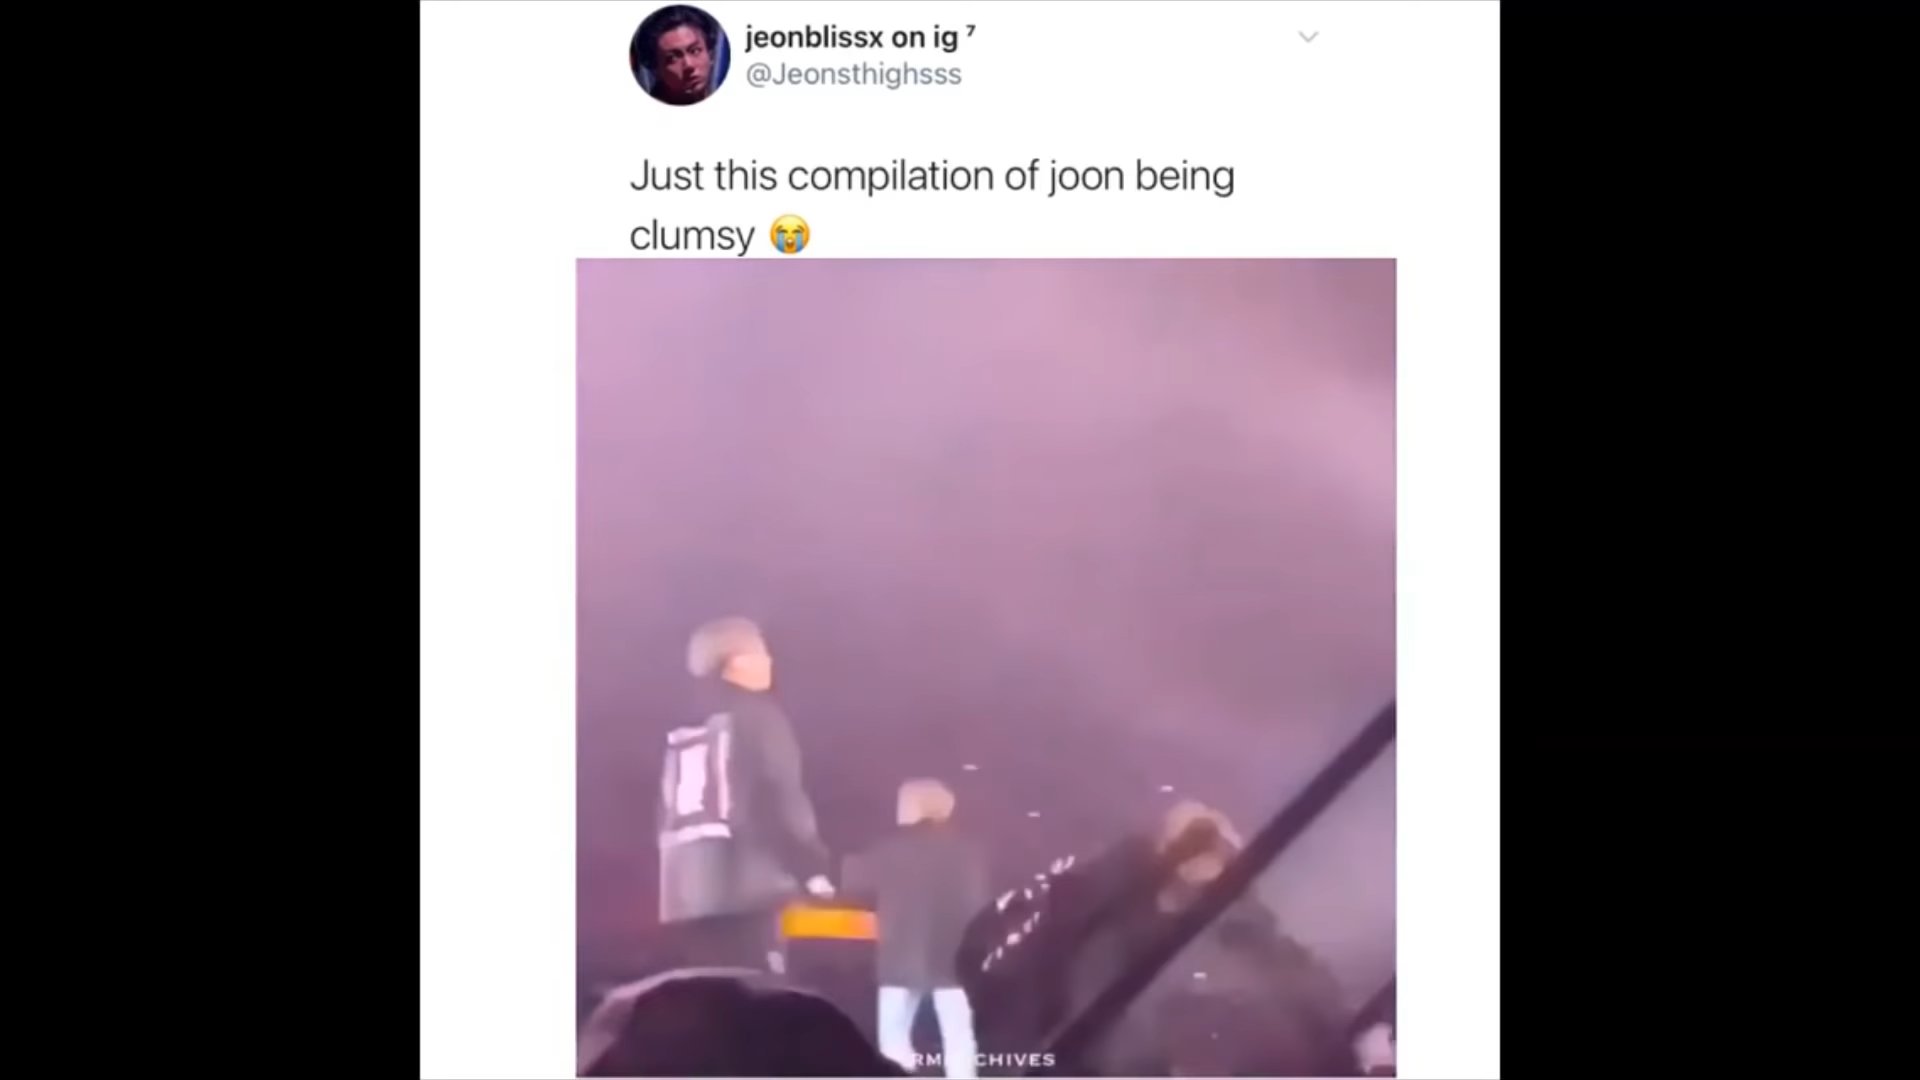 jeonblissx on ig ⁷
@Jeonsthighsss
Just this compilation of joon being
clumsy 😭
CHIVES